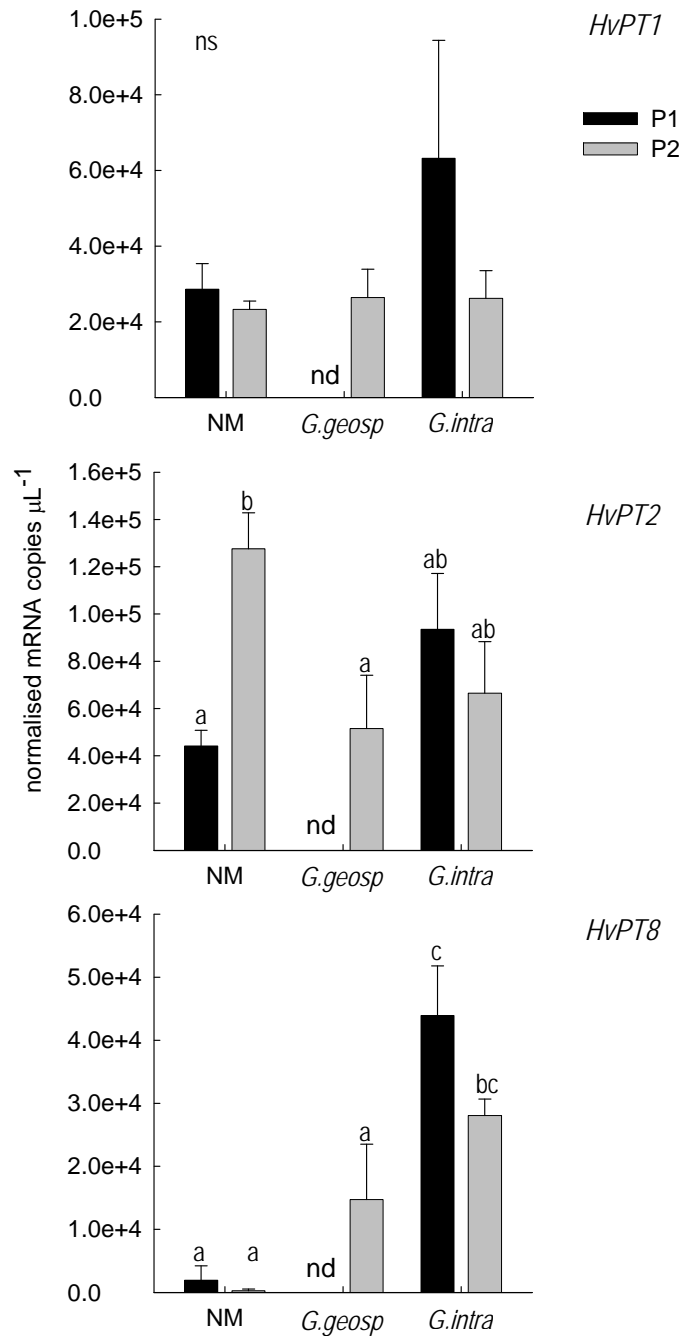 HvPT1
P1
P2
1.0e+5
8.0e+4
6.0e+4
4.0e+4
2.0e+4
0.0
ns
nd
NM
G.geosp
G.intra
normalised mRNA copies µL-1
HvPT2
1.6e+5
1.4e+5
1.2e+5
1.0e+5
8.0e+4
6.0e+4
4.0e+4
2.0e+4
0.0
a
b
nd
a
ab
ab
NM
G.geosp
G.intra
HvPT8
6.0e+4
5.0e+4
4.0e+4
3.0e+4
2.0e+4
1.0e+4
0.0
a
a
nd
a
c
bc
NM
G.geosp
G.intra